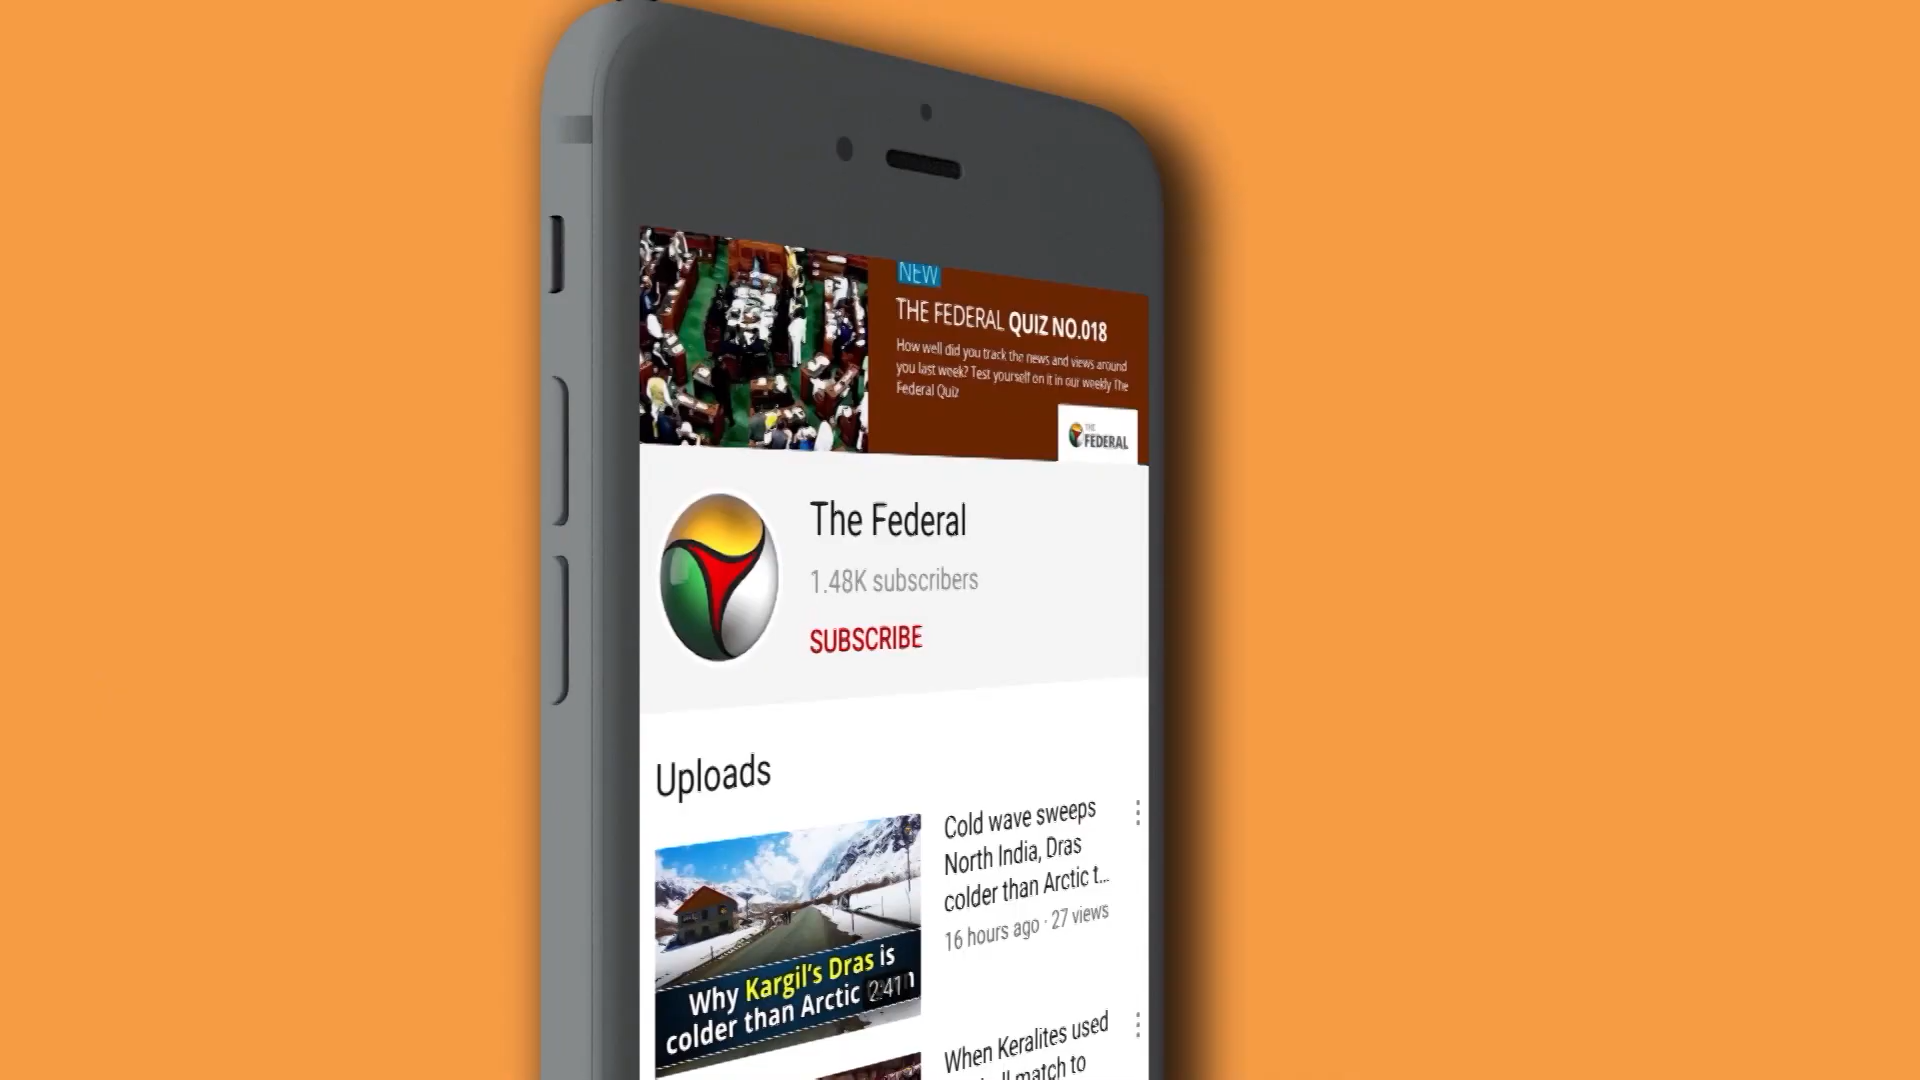 NEW
THE FEDERAL QUIZ NO.018
How well did you track the news and views around
you last week? Test yourself on it in our weekly The
Federal Quiz
THE
FEDERAL
The Federal
1.48K subscribers
SUBSCRIBE
Uploads
Cold wave sweeps
North India, Dras
colder than Arctic t...
16 hours ago · 27 views
Why Kargil's Dras is
colder than Arctic
2:41
When Keralites used
match to